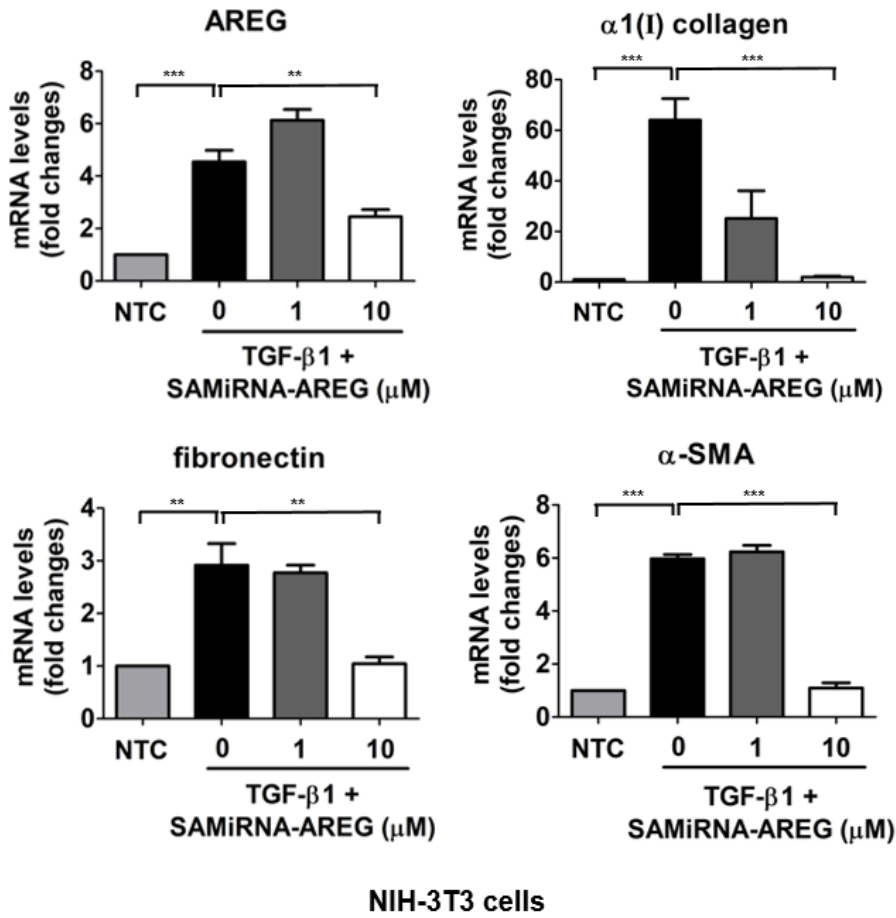 AREG
*** **
mRNA levels
(fold changes)
8
6
4
2
0
NTC 0 1 10
TGF-β1 +
SAMiRNA-AREG (μM)
α1(I) collagen
*** ***
mRNA levels
(fold changes)
80
60
40
20
0
NTC 0 1 10
TGF-β1 +
SAMiRNA-AREG (μM)
fibronectin
** **
mRNA levels
(fold changes)
4
3
2
1
0
NTC 0 1 10
TGF-β1 +
SAMiRNA-AREG (μM)
α-SMA
*** ***
mRNA levels
(fold changes)
8
6
4
2
0
NTC 0 1 10
TGF-β1 +
SAMiRNA-AREG (μM)
NIH-3T3 cells